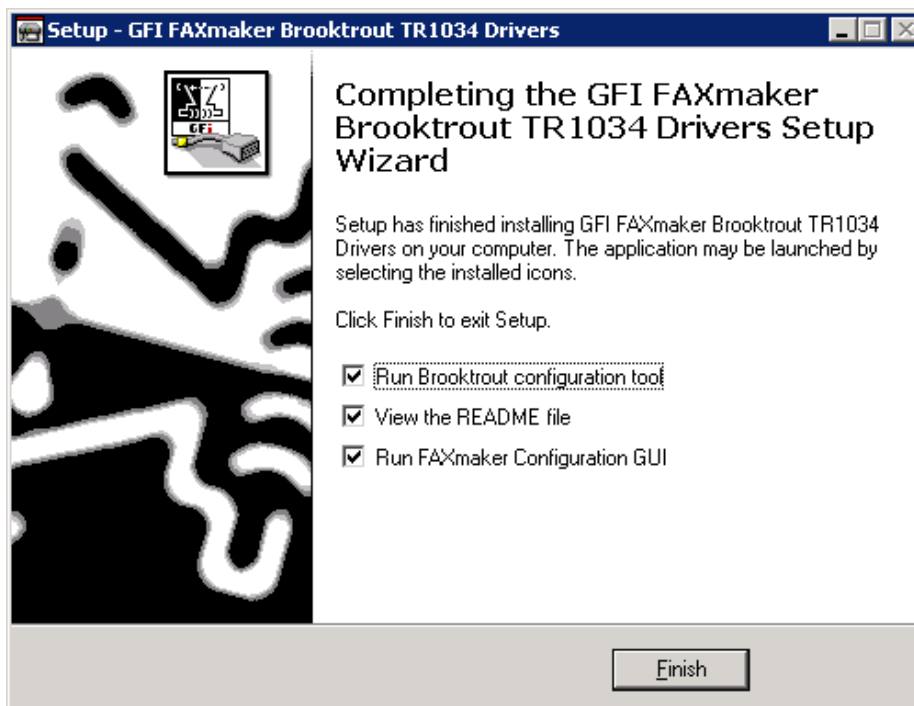 Setup - GFI FAXmaker Brooktrout TR1034 Drivers
GFi
Completing the GFI FAXmaker
Brooktrout TR1034 Drivers Setup
Wizard
Setup has finished installing GFI FAXmaker Brooktrout TR1034
Drivers on your computer. The application may be launched by
selecting the installed icons.
Click Finish to exit Setup.
Run Brooktrout configuration tool
View the README file
Run FAXmaker Configuration GUI
Finish